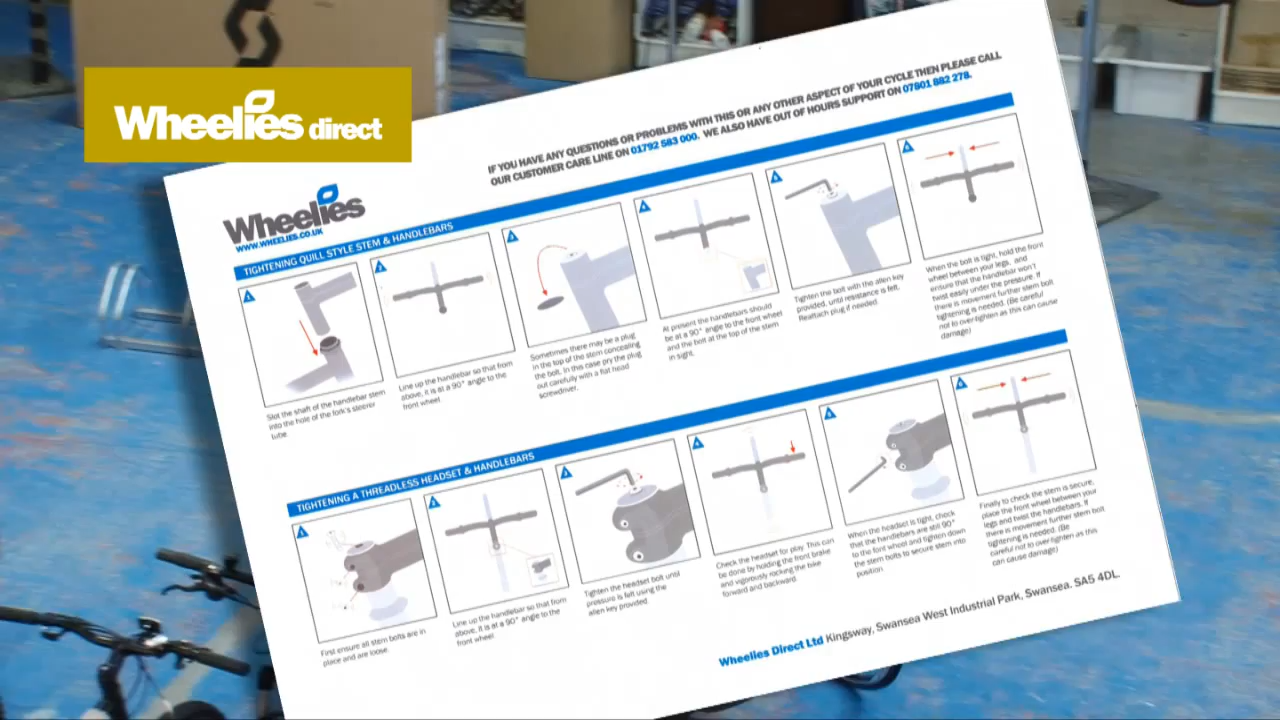 Wheelies direct
IF YOU HAVE ANY QUESTIONS OR PROBLEMS WITH THIS OR ANY OTHER ASPECT OF YOUR CYCLE THEN PLEASE CALL
OUR CUSTOMER CARE LINE ON 01792 583 000. WE ALSO HAVE OUT OF HOURS SUPPORT ON 07801 882 278.
Wheelies
WWW.WHEELIES.CO.UK
TIGHTENING QUILL STYLE STEM & HANDLEBARS
Slot the shaft of the handlebar stem
into the hole of the fork's steerer
tube.
Line up the handlebar so that from
above, it is at a 90° angle to the
front wheel.
Sometimes there may be a plug
in the top of the stem concealing
the bolt, in this case pry the plug
out carefully with a flat head
screwdriver.
At present the handlebars should
be at a 90° angle to the front wheel
and the bolt at the top of the stem
in sight.
Tighten the bolt with the allen key
provided, until resistance is felt.
Reattach plug if needed.
When the bolt is tight, hold the front
wheel between your legs, and
ensure that the handlebar won't
twist easily under the pressure. If
there is movement further stem bolt
tightening is needed. (Be careful
not to over-tighten as this can cause
damage)
TIGHTENING A THREADLESS HEADSET & HANDLEBARS
First ensure all stem bolts are in
place and are loose.
Line up the handlebar so that from
above, it is at a 90° angle to the
front wheel.
Tighten the headset bolt until
pressure is felt using the
allen key provided.
Check the headset for play. This can
be done by holding the front brake
and vigorously rocking the bike
forward and backward.
When the headset is tight, check
that the handlebars are still 90°
to the font wheel and tighten down
the stem bolts to secure stem into
position.
Finally to check the stem is secure,
place the front wheel between your
legs and twist the handlebars. If
there is movement further stem bolt
tightening is needed. (Be
careful not to over-tighten as this
can cause damage)
Wheelies Direct Ltd Kingsway, Swansea West Industrial Park, Swansea. SA5 4DL.